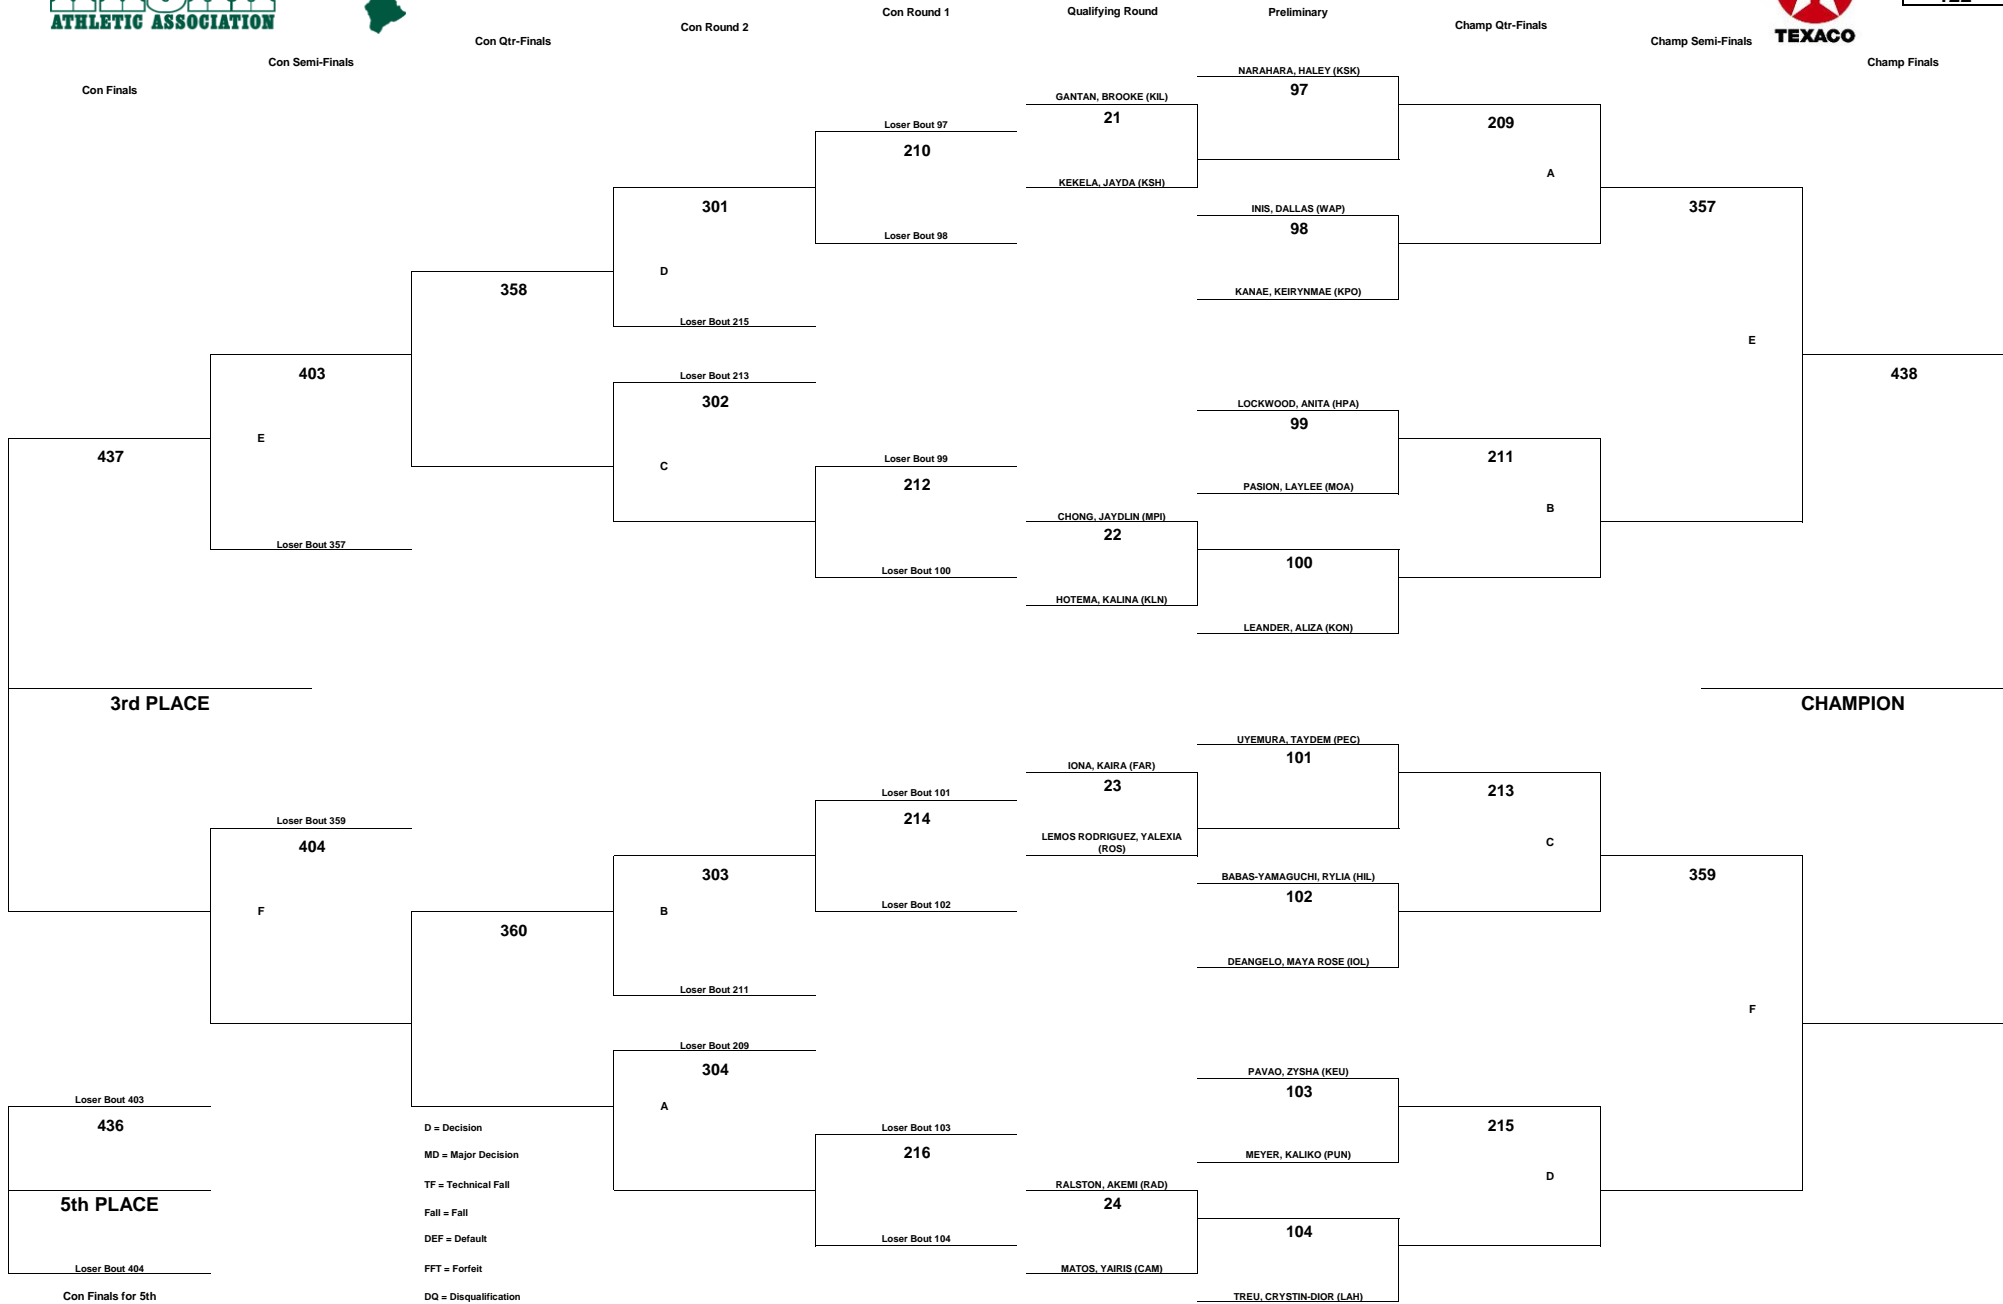 ATHLETIC ASSOCIATION
TEXACO
Con Finals
Con Semi-Finals
Con Qtr-Finals
Con Round 2
Con Round 1
Qualifying Round
Preliminary
Champ Qtr-Finals
Champ Semi-Finals
Champ Finals
NARAHARA, HALEY (KSK)
97
GANTAN, BROOKE (KIL)
21
KEKELA, JAYDA (KSH)
Loser Bout 97
210
Loser Bout 98
209
A
INIS, DALLAS (WAP)
98
KANAE, KEIRYNMAE (KPO)
301
D
Loser Bout 215
357
E
358
Loser Bout 213
302
C
403
E
Loser Bout 357
438
LOCKWOOD, ANITA (HPA)
99
PASION, LAYLEE (MOA)
437
Loser Bout 99
212
Loser Bout 100
211
B
CHONG, JAYDLIN (MPI)
22
HOTEMA, KALINA (KLN)
100
LEANDER, ALIZA (KON)
3rd PLACE
CHAMPION
UYEMURA, TAYDEM (PEC)
101
IONA, KAIRA (FAR)
23
LEMOS RODRIGUEZ, YALEXIA
(ROS)
Loser Bout 101
214
Loser Bout 102
213
C
Loser Bout 359
404
F
BABAS-YAMAGUCHI, RYLIA (HIL)
102
DEANGELO, MAYA ROSE (IOL)
303
B
Loser Bout 211
359
F
360
Loser Bout 209
304
A
PAVAO, ZYSHA (KEU)
103
MEYER, KALIKO (PUN)
Loser Bout 403
436
5th PLACE
Loser Bout 404
Con Finals for 5th
Loser Bout 103
216
Loser Bout 104
215
D
RALSTON, AKEMI (RAD)
24
MATOS, YAIRIS (CAM)
104
TREU, CRYSTIN-DIOR (LAH)
D = Decision
MD = Major Decision
TF = Technical Fall
Fall = Fall
DEF = Default
FFT = Forfeit
DQ = Disqualification